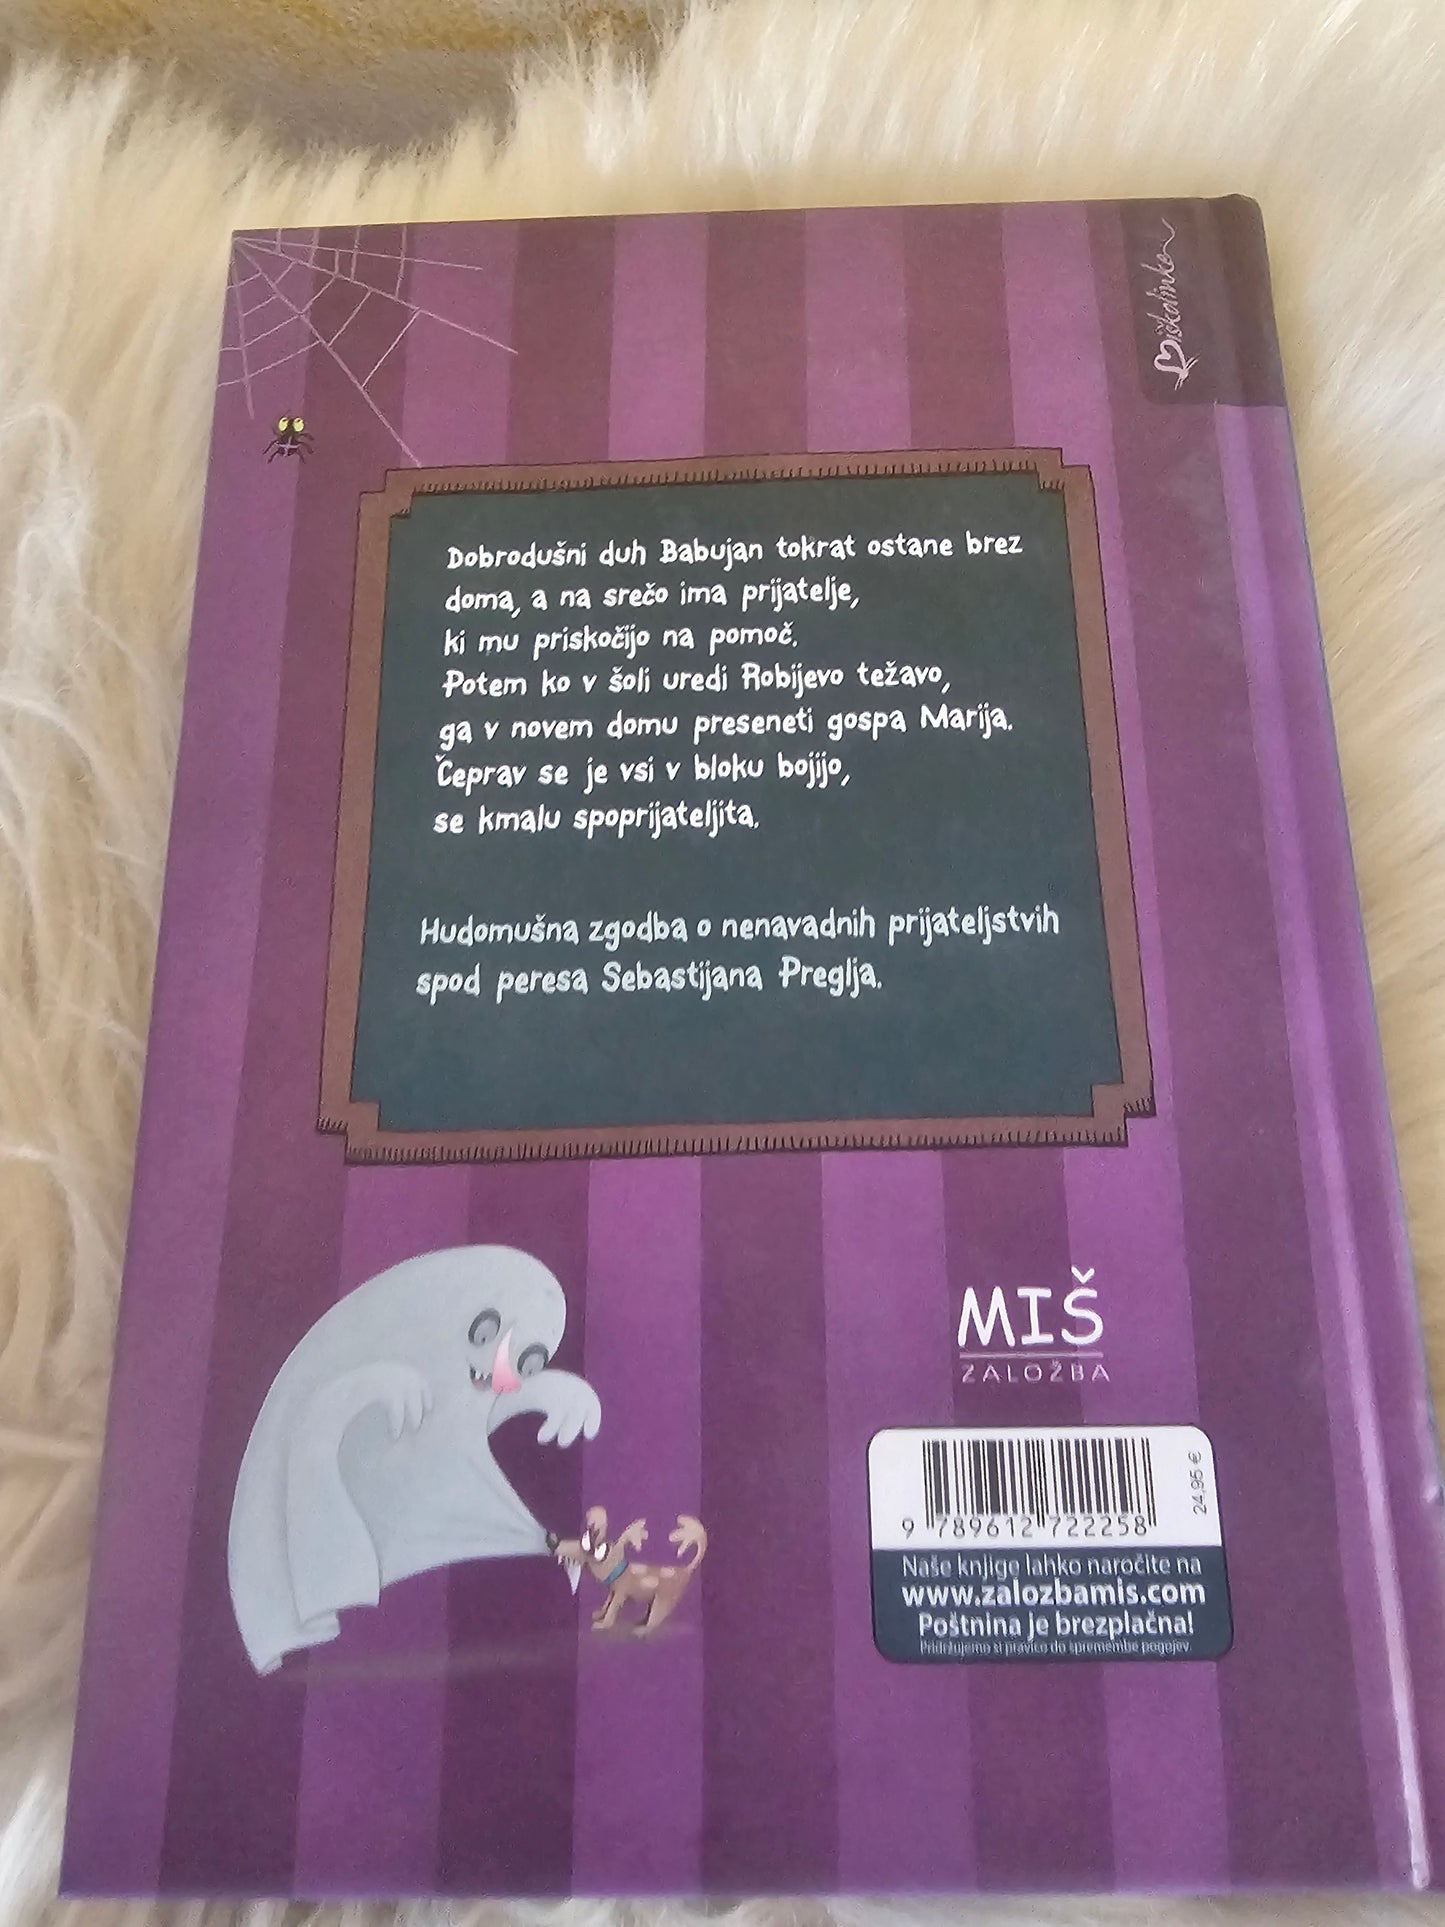 Miškolinke
Dobrodušni duh Babujan tokrat ostane brez
doma, a na srečo ima prijatelje,
ki mu priskočijo na pomoč.
Potem ko v šoli uredi Robijevo težavo,
ga v novem domu preseneti gospa Marija.
Čeprav se je vsi v bloku bojijo,
se kmalu spoprijateljita.
Hudomušna zgodba o nenavadnih prijateljstvih
spod peresa Sebastijana Preglja.
MIŠ
ZALOŽBA
24,95 €
9 789612 722258
Naše knjige lahko naročite na
www.zalozbamis.com
Poštnina je brezplačna!
Pridržujemo si pravico do spremembe pogojev.